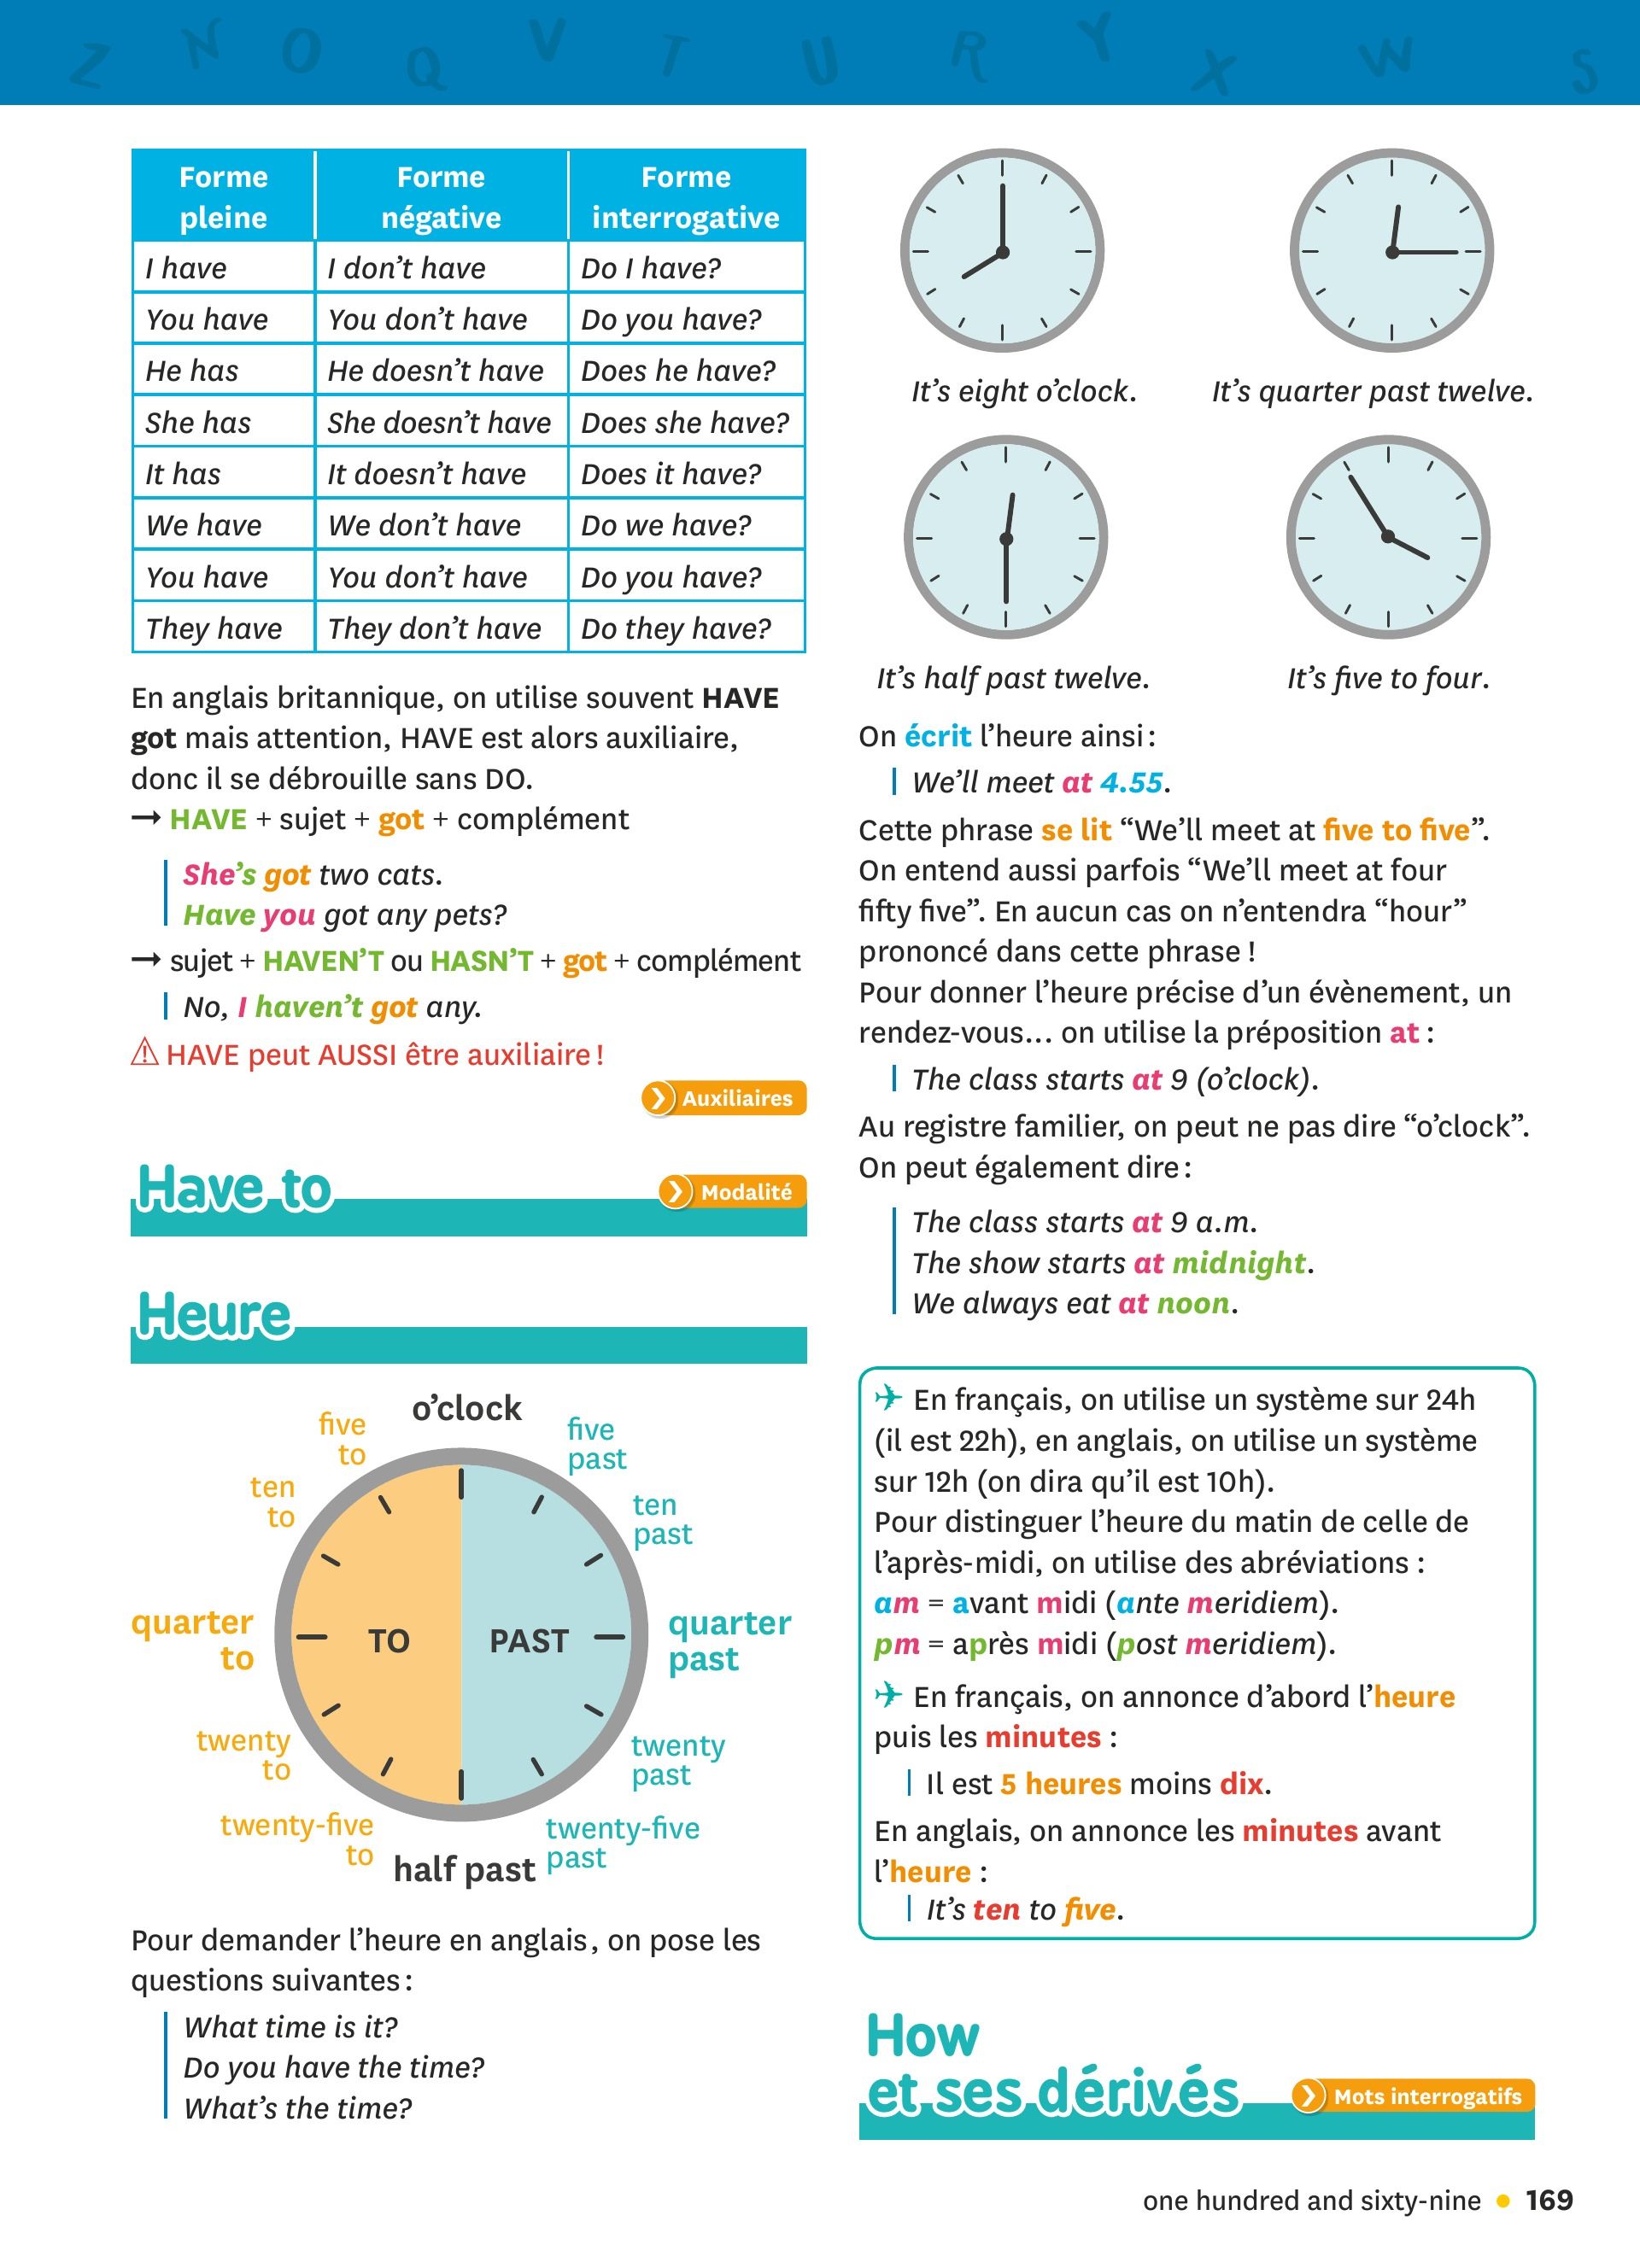 Z N O Q V T U R Y X W S
Forme pleine | Forme négative | Forme interrogative
I have | I don't have | Do I have?
You have | You don't have | Do you have?
He has | He doesn't have | Does he have?
She has | She doesn't have | Does she have?
It has | It doesn't have | Does it have?
We have | We don't have | Do we have?
You have | You don't have | Do you have?
They have | They don't have | Do they have?
En anglais britannique, on utilise souvent HAVE
got mais attention, HAVE est alors auxiliaire,
donc il se débrouille sans DO.
→ HAVE + sujet + got + complément
She's got two cats.
Have you got any pets?
→ sujet + HAVEN'T ou HASN'T + got + complément
No, I haven't got any.
⚠ HAVE peut AUSSI être auxiliaire !
Auxiliaires
Have to
Modalité
Heure
o'clock
five past
ten past
quarter past
twenty past
twenty-five past
half past
twenty-five to
twenty to
quarter to
ten to
five to
TO
PAST
Pour demander l'heure en anglais, on pose les
questions suivantes :
What time is it?
Do you have the time?
What's the time?
It's eight o'clock.
It's quarter past twelve.
It's half past twelve.
It's five to four.
On écrit l'heure ainsi :
We'll meet at 4.55.
Cette phrase se lit “We'll meet at five to five”.
On entend aussi parfois “We'll meet at four
fifty five”. En aucun cas on n'entendra “hour”
prononcé dans cette phrase !
Pour donner l'heure précise d'un évènement, un
rendez-vous... on utilise la préposition at :
The class starts at 9 (o'clock).
Au registre familier, on peut ne pas dire “o'clock”.
On peut également dire :
The class starts at 9 a.m.
The show starts at midnight.
We always eat at noon.
✈ En français, on utilise un système sur 24h
(il est 22h), en anglais, on utilise un système
sur 12h (on dira qu'il est 10h).
Pour distinguer l'heure du matin de celle de
l'après-midi, on utilise des abréviations :
am = avant midi (ante meridiem).
pm = après midi (post meridiem).
✈ En français, on annonce d'abord l'heure
puis les minutes :
Il est 5 heures moins dix.
En anglais, on annonce les minutes avant
l'heure :
It's ten to five.
How
et ses dérivés
Mots interrogatifs
one hundred and sixty-nine • 169